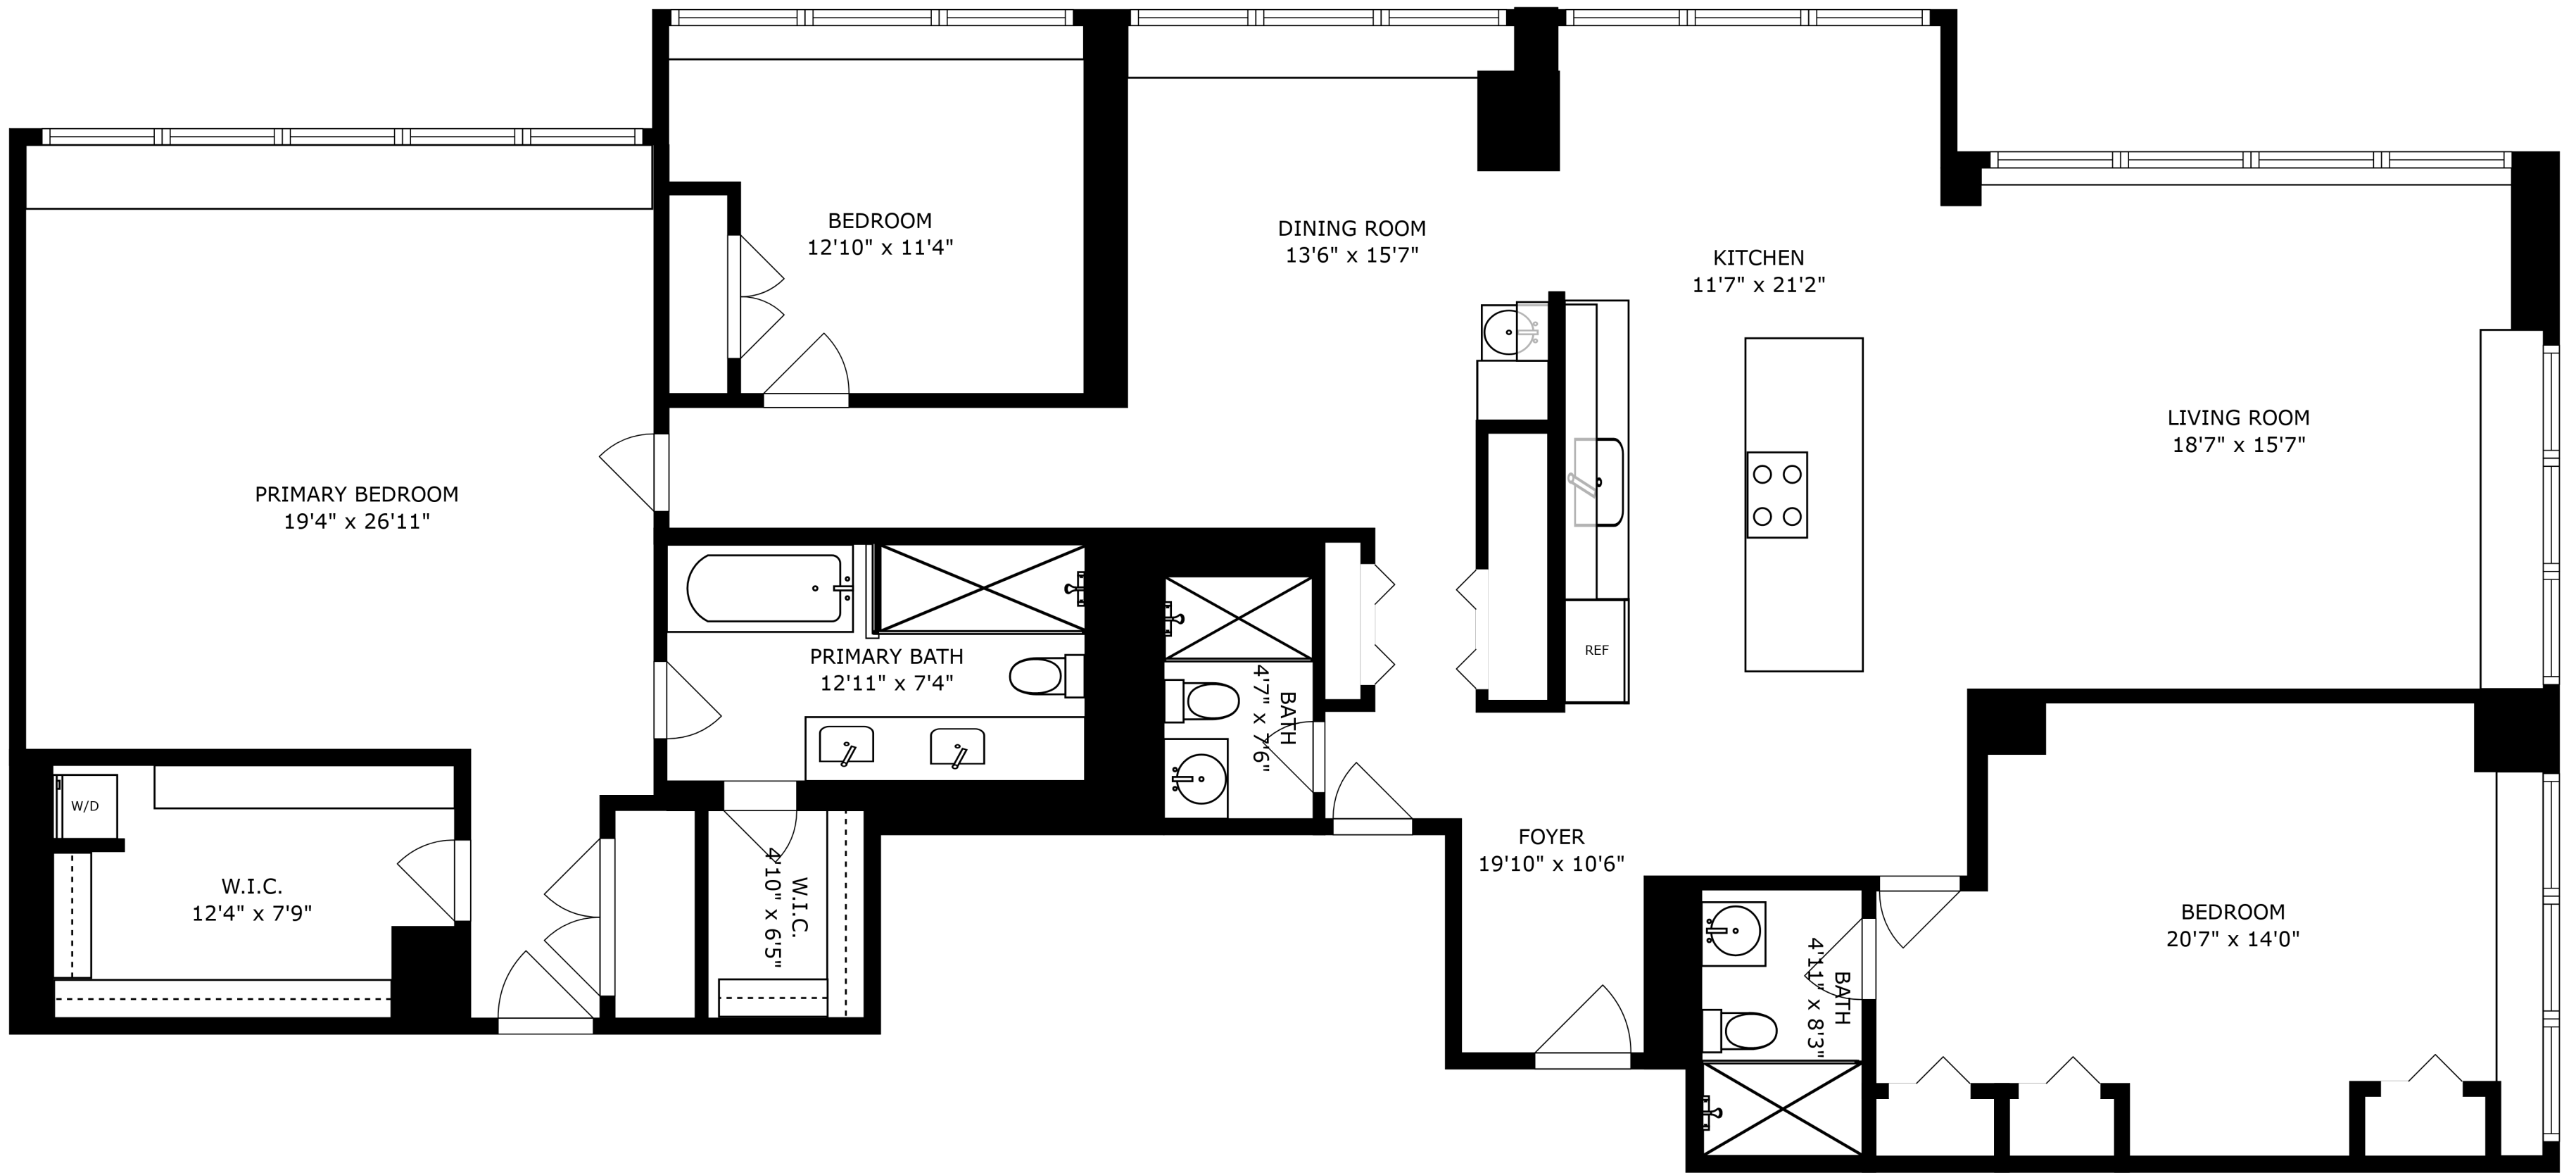 BEDROOM
12'10" x 11'4"
DINING ROOM
13'6" x 15'7"
KITCHEN
11'7" x 21'2"
LIVING ROOM
18'7" x 15'7"
PRIMARY BEDROOM
19'4" x 26'11"
PRIMARY BATH
12'11" x 7'4"
BATH
4'7" x 7'6"
REF
W/D
W.I.C.
12'4" x 7'9"
W.I.C.
4'10" x 6'5"
FOYER
19'10" x 10'6"
BATH
4'11" x 8'3"
BEDROOM
20'7" x 14'0"